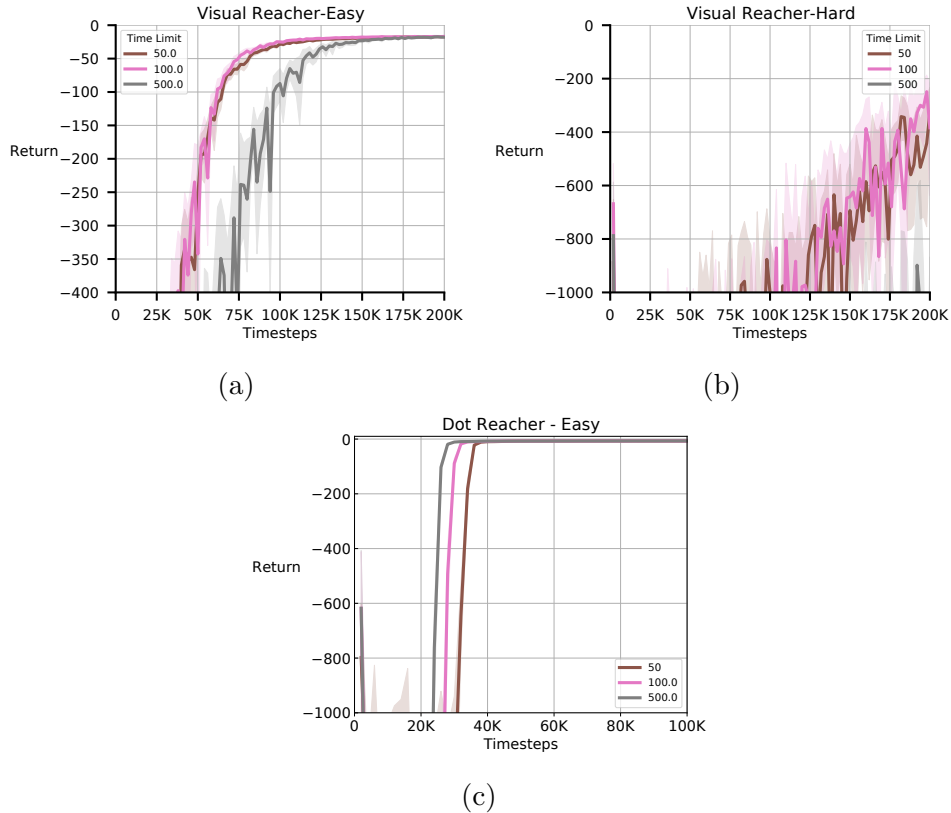 Visual Reacher-Easy
0
−50
−100
−150
−200
−250
−300
−350
−400
Return
Time Limit
50.0
100.0
500.0
0 25K 50K 75K 100K 125K 150K 175K 200K
Timesteps
(a)
Visual Reacher-Hard
0
−200
−400
−600
−800
−1000
Return
Time Limit
50
100
500
0 25K 50K 75K 100K 125K 150K 175K 200K
Timesteps
(b)
Dot Reacher - Easy
0
−200
−400
−600
−800
−1000
Return
50
100.0
500.0
0 20K 40K 60K 80K 100K
Timesteps
(c)